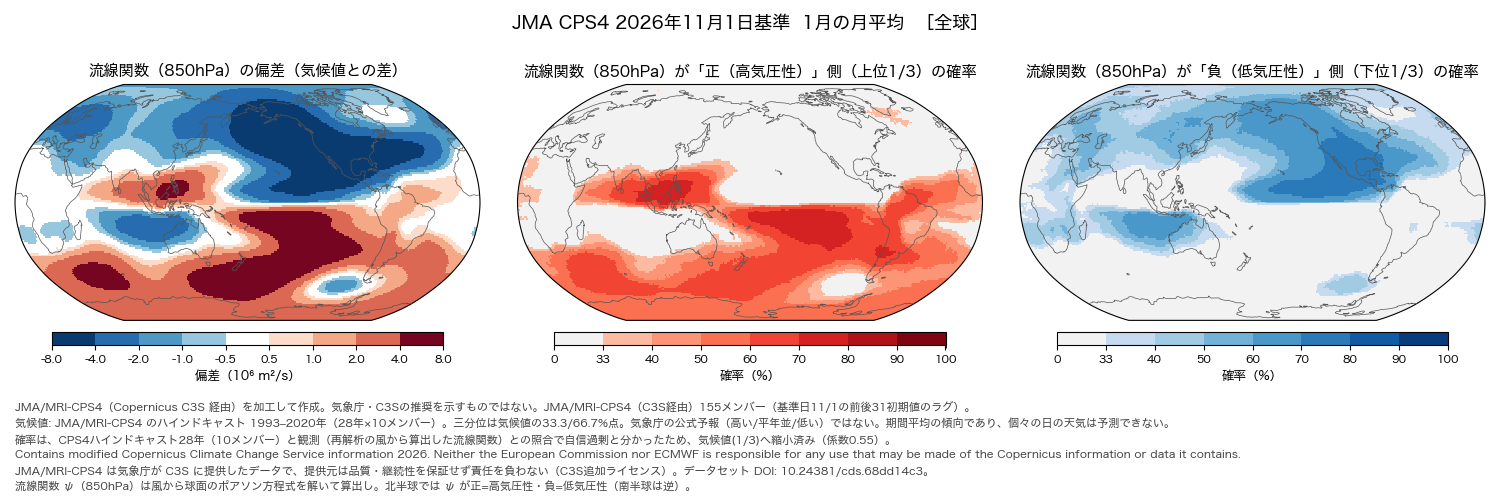 JMA CPS4 2026年11月1日基準 1月の月平均 ［全球］
流線関数（850hPa）の偏差（気候値との差）
流線関数（850hPa）が「正（高気圧性）」側（上位1/3）の確率
流線関数（850hPa）が「負（低気圧性）」側（下位1/3）の確率
-8.0 -4.0 -2.0 -1.0 -0.5 0.5 1.0 2.0 4.0 8.0
偏差（10⁶ m²/s）
0 33 40 50 60 70 80 90 100
確率（%）
0 33 40 50 60 70 80 90 100
確率（%）
JMA/MRI-CPS4（Copernicus C3S 経由）を加工して作成。気象庁・C3Sの推奨を示すものではない。JMA/MRI-CPS4（C3S経由）155メンバー（基準日11/1の前後31初期値のラグ）。
気候値: JMA/MRI-CPS4 のハインドキャスト 1993–2020年（28年×10メンバー）。三分位は気候値の33.3/66.7%点。気象庁の公式予報（高い/平年並/低い）ではない。期間平均の傾向であり、個々の日の天気は予測できない。
確率は、CPS4ハインドキャスト28年（10メンバー）と観測（再解析の風から算出した流線関数）との照合で自信過剰と分かったため、気候値(1/3)へ縮小済み（係数0.55）。
Contains modified Copernicus Climate Change Service information 2026. Neither the European Commission nor ECMWF is responsible for any use that may be made of the Copernicus information or data it contains.
JMA/MRI-CPS4 は気象庁が C3S に提供したデータで、提供元は品質・継続性を保証せず責任を負わない（C3S追加ライセンス）。データセット DOI: 10.24381/cds.68dd14c3。
流線関数 ψ（850hPa）は風から球面のポアソン方程式を解いて算出し。北半球では ψ が正=高気圧性・負=低気圧性（南半球は逆）。